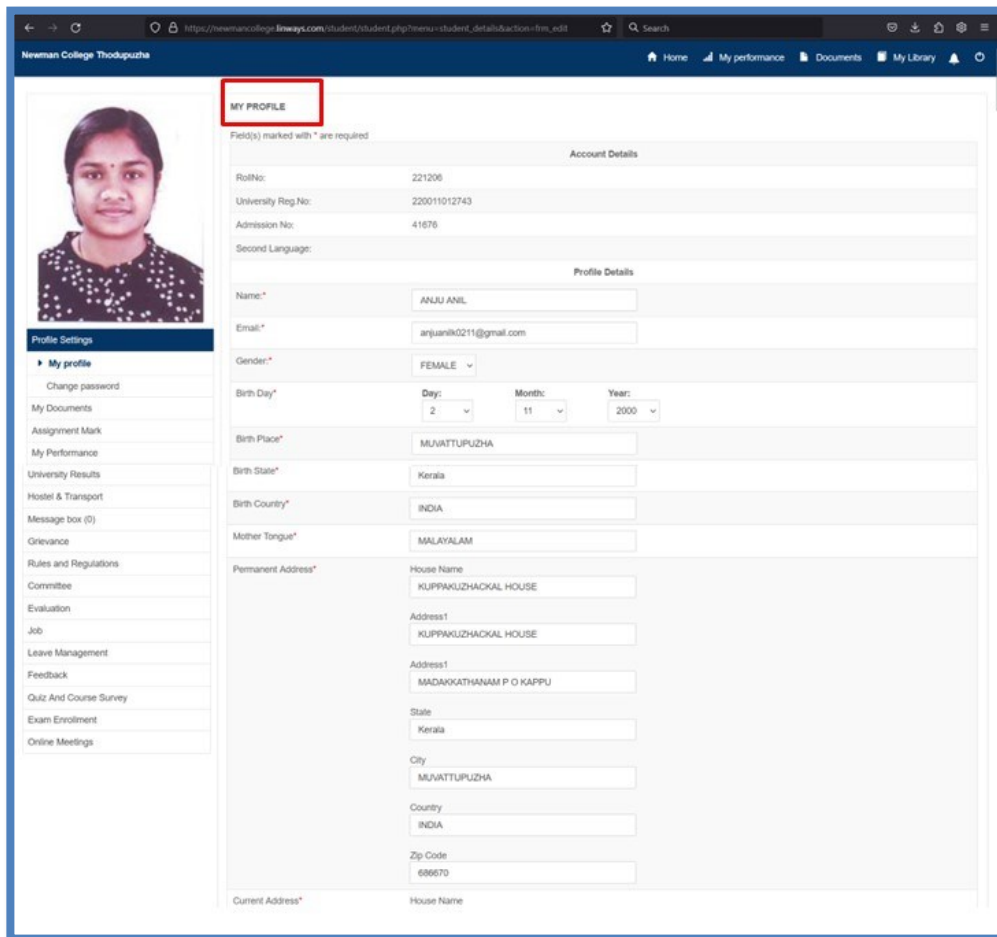 https://newmancollege.linways.com/student/student.php?menu=student_details&action=frm_edit Search
Newman College Thodupuzha Home My performance Documents My Library
MY PROFILE
Field(s) marked with * are required
Account Details
RollNo: 221206
University Reg.No: 220011012743
Admission No: 41676
Second Language:
Profile Details
Name:* ANJU ANIL
Email:* anjuanilk0211@gmail.com
Gender:* FEMALE
Birth Day* Day: Month: Year:
2 11 2000
Birth Place* MUVATTUPUZHA
Birth State* Kerala
Birth Country* INDIA
Mother Tongue* MALAYALAM
Permanent Address* House Name
KUPPAKUZHACKAL HOUSE
Address1
KUPPAKUZHACKAL HOUSE
Address1
MADAKKATHANAM P O KAPPU
State
Kerala
City
MUVATTUPUZHA
Country
INDIA
Zip Code
686670
Current Address* House Name
Profile Settings
My profile
Change password
My Documents
Assignment Mark
My Performance
University Results
Hostel & Transport
Message box (0)
Grievance
Rules and Regulations
Committee
Evaluation
Job
Leave Management
Feedback
Quiz And Course Survey
Exam Enrollment
Online Meetings